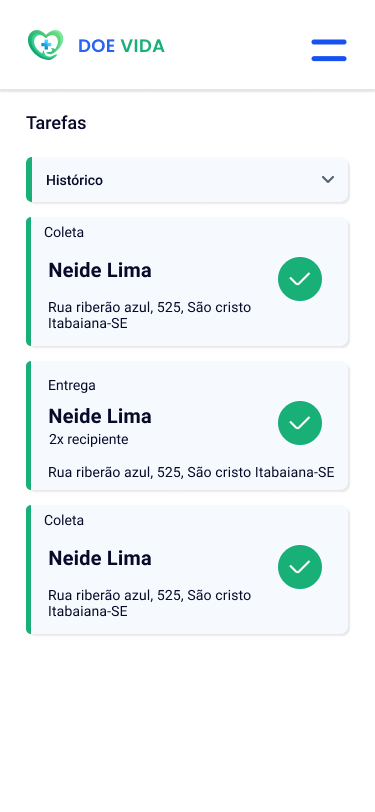 DOE VIDA
Tarefas
Histórico
Coleta
Neide Lima
Rua riberão azul, 525, São cristo
Itabaiana-SE
Entrega
Neide Lima
2x recipiente
Rua riberão azul, 525, São cristo Itabaiana-SE
Coleta
Neide Lima
Rua riberão azul, 525, São cristo
Itabaiana-SE